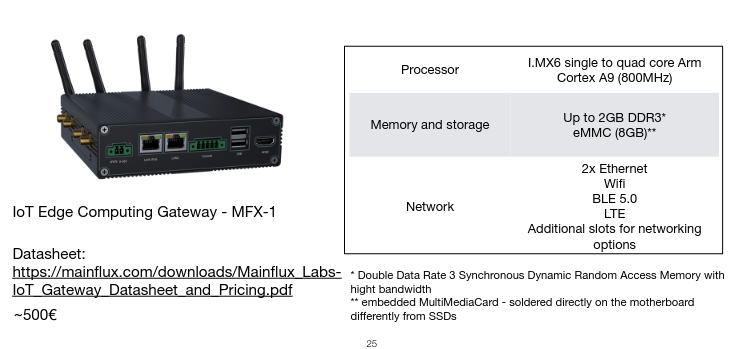 IoT Edge Computing Gateway - MFX-1
Datasheet:
https://mainflux.com/downloads/Mainflux_Labs-
IoT_Gateway_Datasheet_and_Pricing.pdf
~500€
Processor
I.MX6 single to quad core Arm
Cortex A9 (800MHz)
Memory and storage
Up to 2GB DDR3*
eMMC (8GB)**
Network
2x Ethernet
Wifi
BLE 5.0
LTE
Additional slots for networking
options
* Double Data Rate 3 Synchronous Dynamic Random Access Memory with
hight bandwidth
** embedded MultiMediaCard - soldered directly on the motherboard
differently from SSDs
25